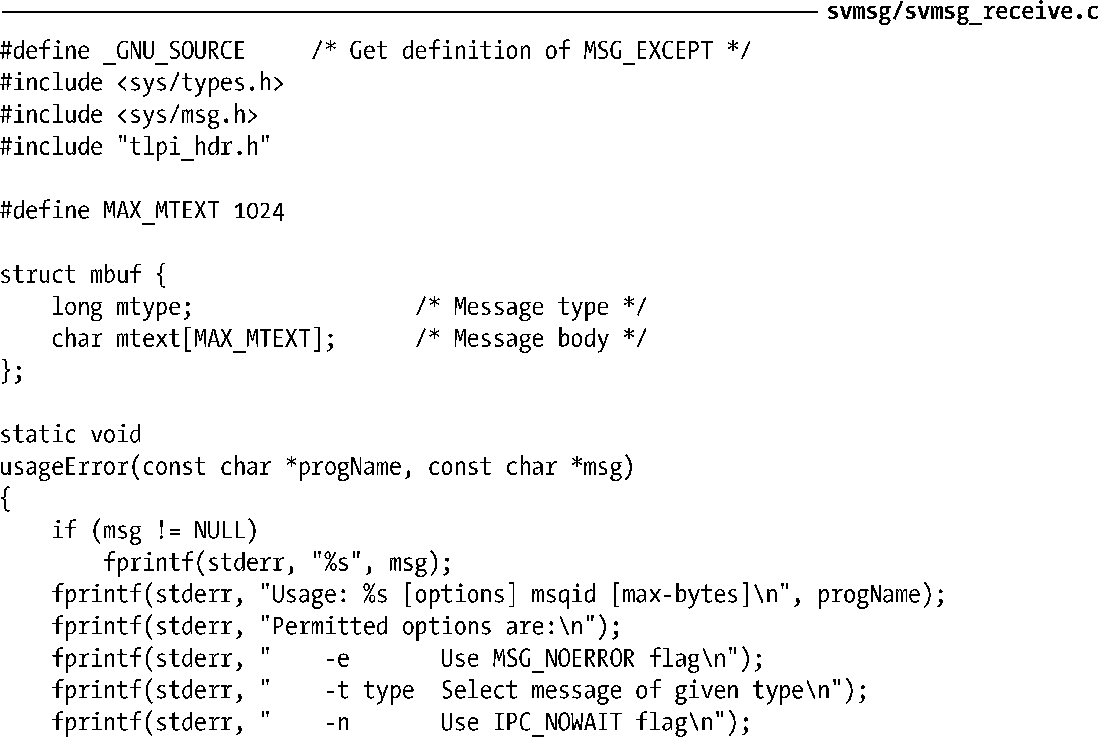 svmsg/svmsg_receive.c
#define _GNU_SOURCE     /* Get definition of MSG_EXCEPT */
#include <sys/types.h>
#include <sys/msg.h>
#include "tlpi_hdr.h"

#define MAX_MTEXT 1024

struct mbuf {
    long mtype;             /* Message type */
    char mtext[MAX_MTEXT];      /* Message body */
};

static void
usageError(const char *progName, const char *msg)
{
    if (msg != NULL)
        fprintf(stderr, "%s", msg);
    fprintf(stderr, "Usage: %s [options] msqid [max-bytes]\n", progName);
    fprintf(stderr, "Permitted options are:\n");
    fprintf(stderr, "    -e       Use MSG_NOERROR flag\n");
    fprintf(stderr, "    -t type  Select message of given type\n");
    fprintf(stderr, "    -n       Use IPC_NOWAIT flag\n");